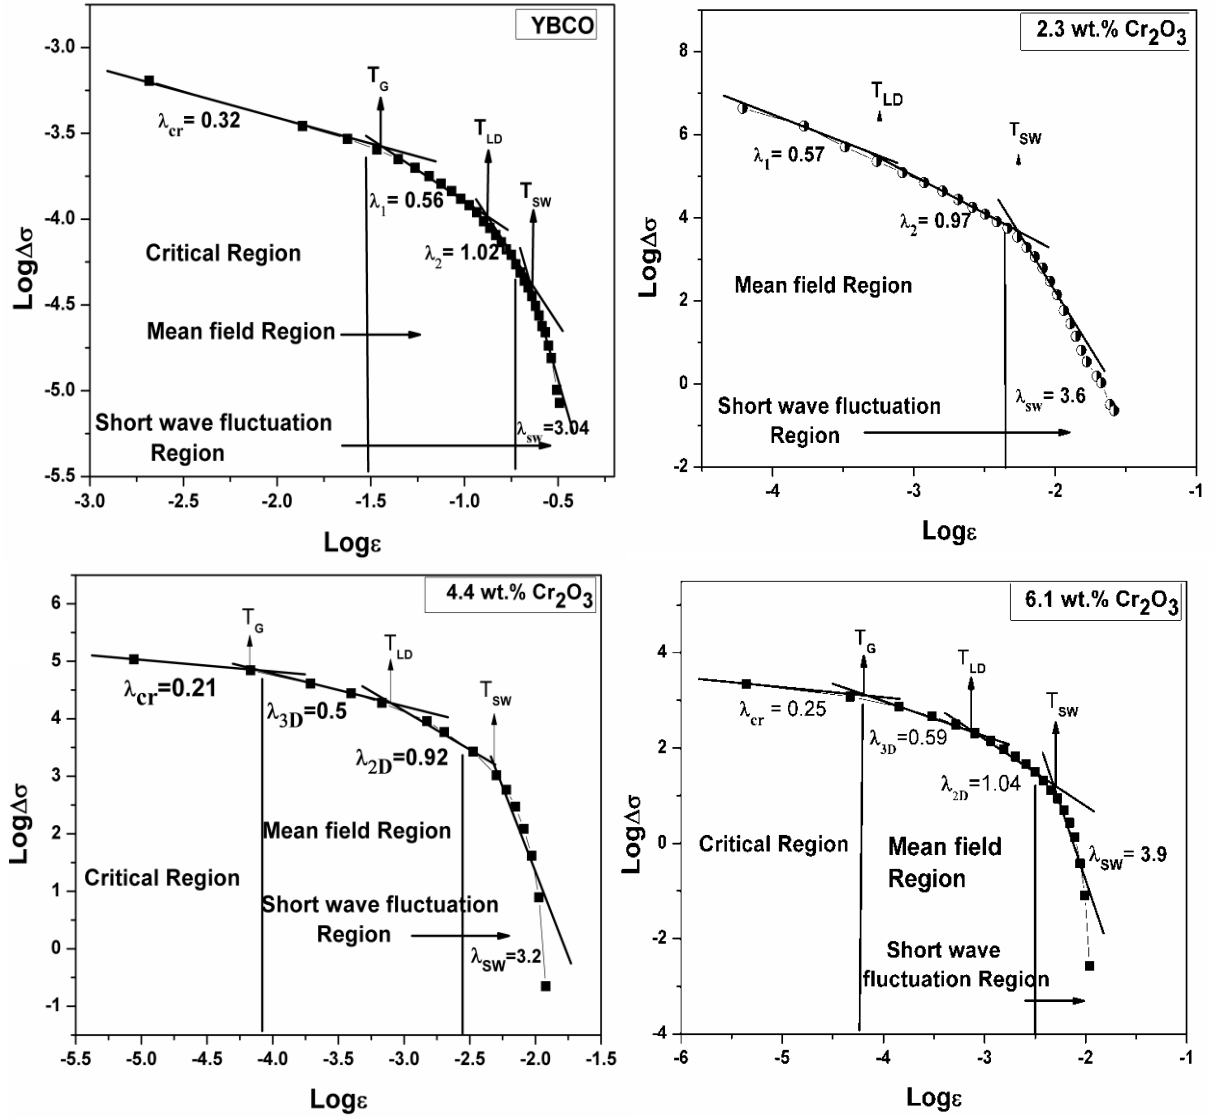 YBCO
-3.0
-3.5
-4.0
-4.5
-5.0
-5.5
LogΔσ
T_G
T_LD
T_SW
λ_cr= 0.32
λ_1= 0.56
λ_2= 1.02
λ_sw=3.04
Critical Region
Mean field Region
Short wave fluctuation
Region
-3.0 -2.5 -2.0 -1.5 -1.0 -0.5
Logε
2.3 wt.% Cr₂O₃
8
6
4
2
0
-2
LogΔσ
T_LD
T_SW
λ_1= 0.57
λ_2= 0.97
Mean field Region
λ_sw= 3.6
Short wave fluctuation
Region
-4 -3 -2 -1
Logε
4.4 wt.% Cr₂O₃
6
5
4
3
2
1
0
-1
LogΔσ
T_G
T_LD
T_SW
λ_cr=0.21
λ_3D=0.5
λ_2D=0.92
Mean field Region
Critical Region
Short wave fluctuation
Region
λ_SW=3.2
-5.5 -5.0 -4.5 -4.0 -3.5 -3.0 -2.5 -2.0 -1.5
Logε
6.1 wt.% Cr₂O₃
4
2
0
-2
-4
LogΔσ
T_G
T_LD
T_SW
λ_cr = 0.25
λ_3D=0.59
λ_2D=1.04
Critical Region
Mean field
Region
λ_SW= 3.9
Short wave
fluctuation Region
-6 -5 -4 -3 -2 -1
Logε